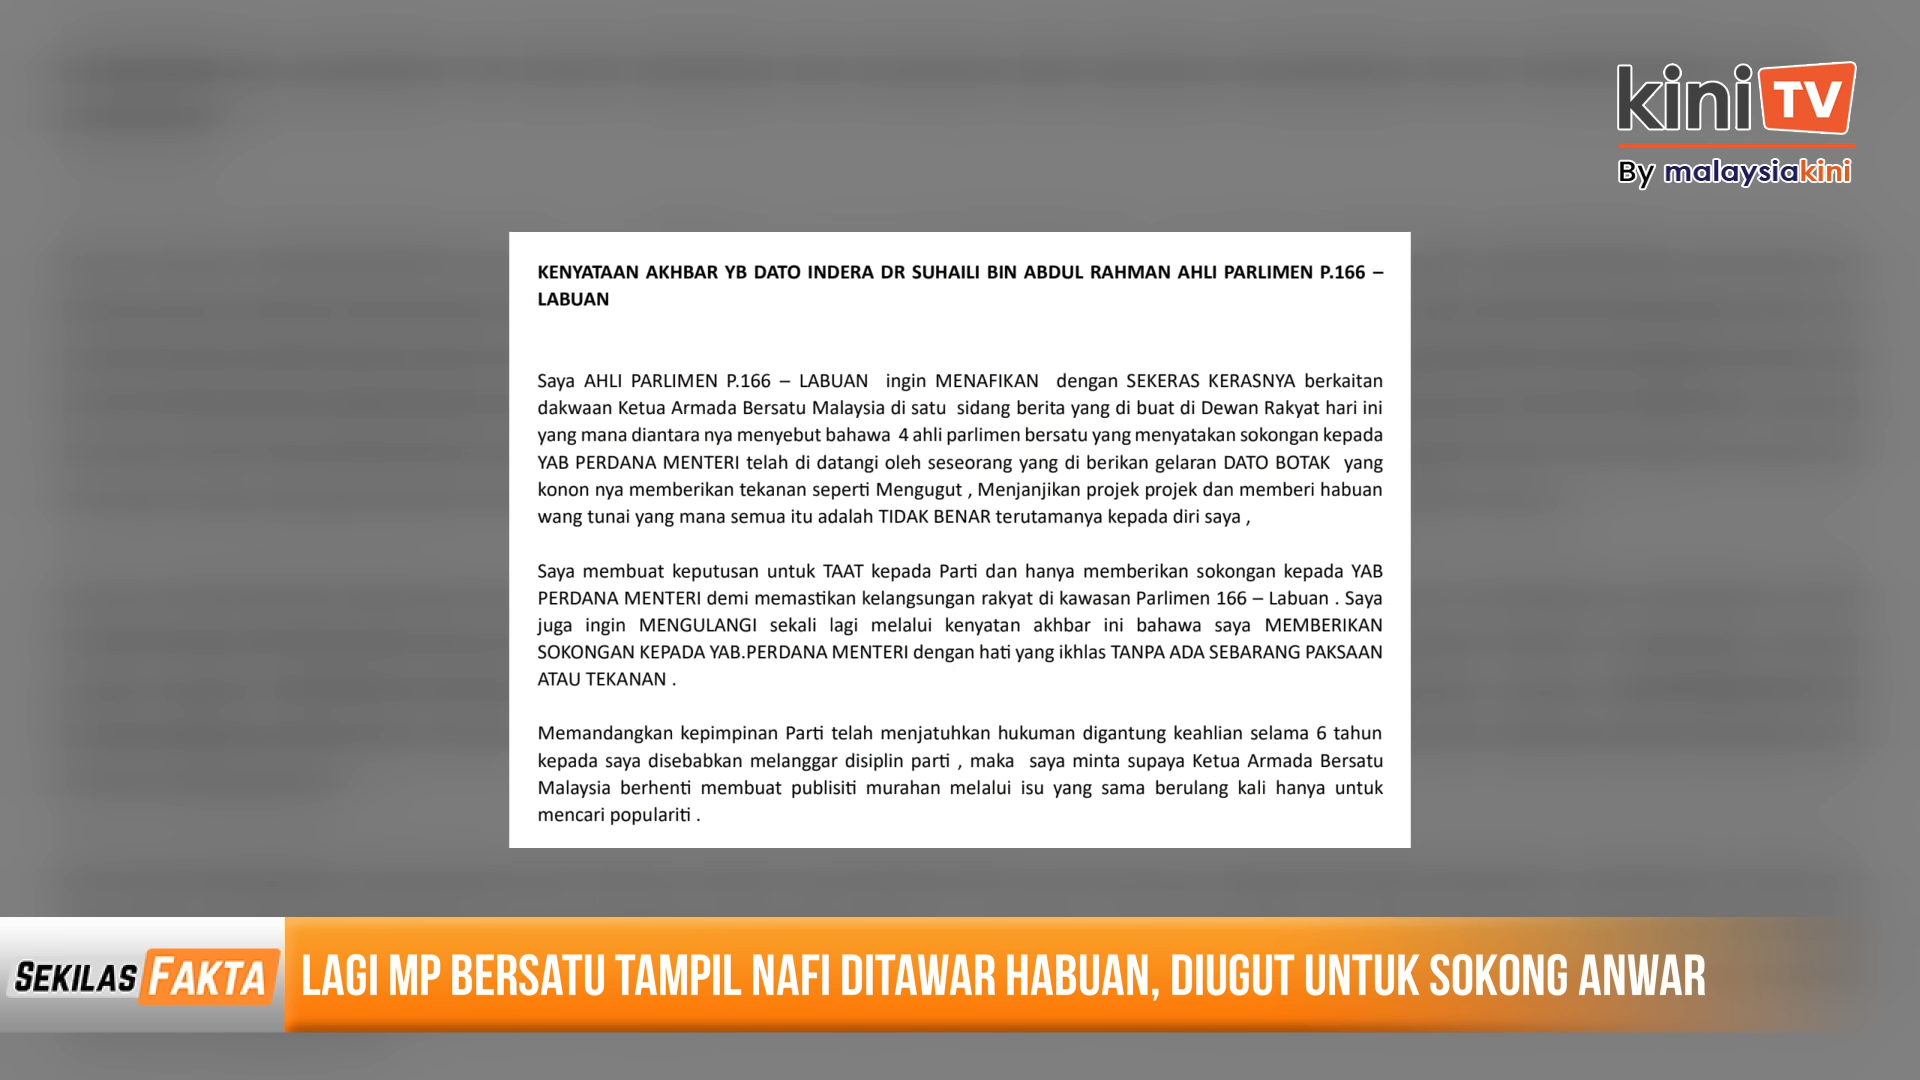 kini TV
By malaysiakini
KENYATAAN AKHBAR YB DATO INDERA DR SUHAILI BIN ABDUL RAHMAN AHLI PARLIMEN P.166 –
LABUAN
Saya AHLI PARLIMEN P.166 – LABUAN ingin MENAFIKAN dengan SEKERAS KERASNYA berkaitan
dakwaan Ketua Armada Bersatu Malaysia di satu sidang berita yang di buat di Dewan Rakyat hari ini
yang mana diantara nya menyebut bahawa 4 ahli parlimen bersatu yang menyatakan sokongan kepada
YAB PERDANA MENTERI telah di datangi oleh seseorang yang di berikan gelaran DATO BOTAK yang
konon nya memberikan tekanan seperti Mengugut , Menjanjikan projek projek dan memberi habuan
wang tunai yang mana semua itu adalah TIDAK BENAR terutamanya kepada diri saya ,
Saya membuat keputusan untuk TAAT kepada Parti dan hanya memberikan sokongan kepada YAB
PERDANA MENTERI demi memastikan kelangsungan rakyat di kawasan Parlimen 166 – Labuan . Saya
juga ingin MENGULANGI sekali lagi melalui kenyatan akhbar ini bahawa saya MEMBERIKAN
SOKONGAN KEPADA YAB.PERDANA MENTERI dengan hati yang ikhlas TANPA ADA SEBARANG PAKSAAN
ATAU TEKANAN .
Memandangkan kepimpinan Parti telah menjatuhkan hukuman digantung keahlian selama 6 tahun
kepada saya disebabkan melanggar disiplin parti , maka saya minta supaya Ketua Armada Bersatu
Malaysia berhenti membuat publisiti murahan melalui isu yang sama berulang kali hanya untuk
mencari populariti .
SEKILAS FAKTA
LAGI MP BERSATU TAMPIL NAFI DITAWAR HABUAN, DIUGUT UNTUK SOKONG ANWAR